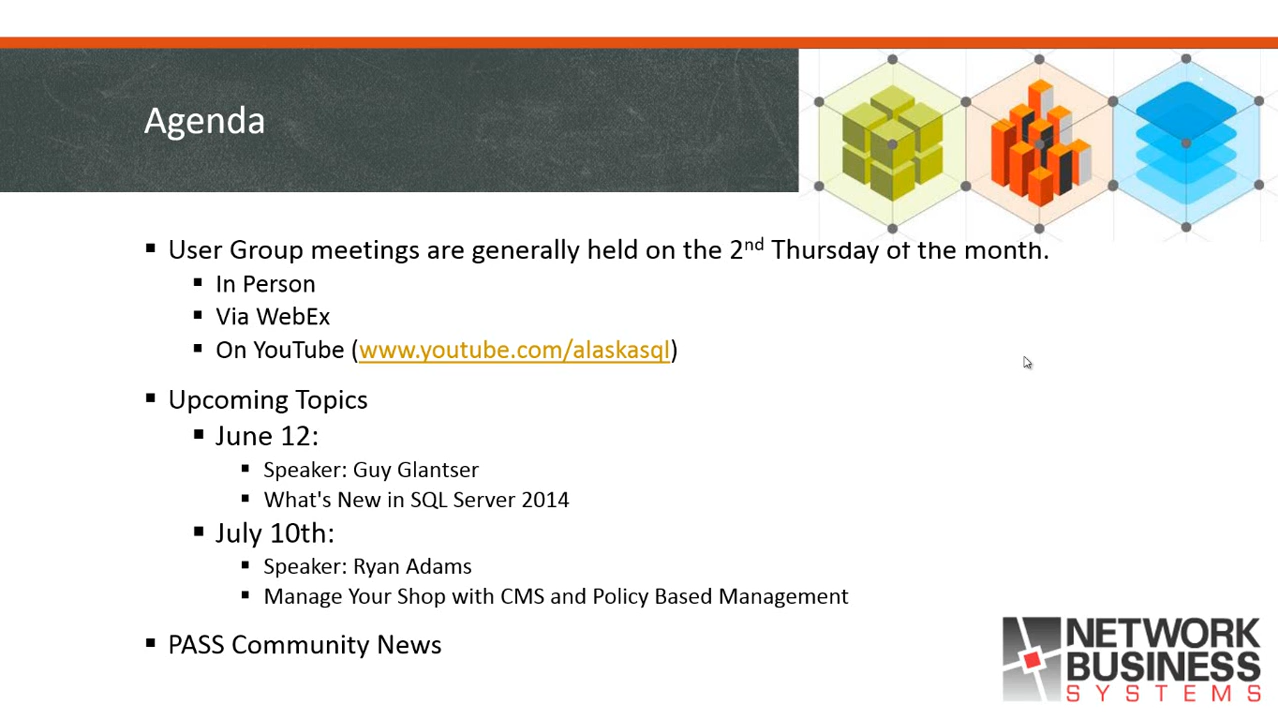 Agenda
▪ User Group meetings are generally held on the 2nd Thursday of the month.
▪ In Person
▪ Via WebEx
▪ On YouTube (www.youtube.com/alaskasql)
▪ Upcoming Topics
▪ June 12:
▪ Speaker: Guy Glantser
▪ What's New in SQL Server 2014
▪ July 10th:
▪ Speaker: Ryan Adams
▪ Manage Your Shop with CMS and Policy Based Management
▪ PASS Community News
NETWORK
BUSINESS
SYSTEMS